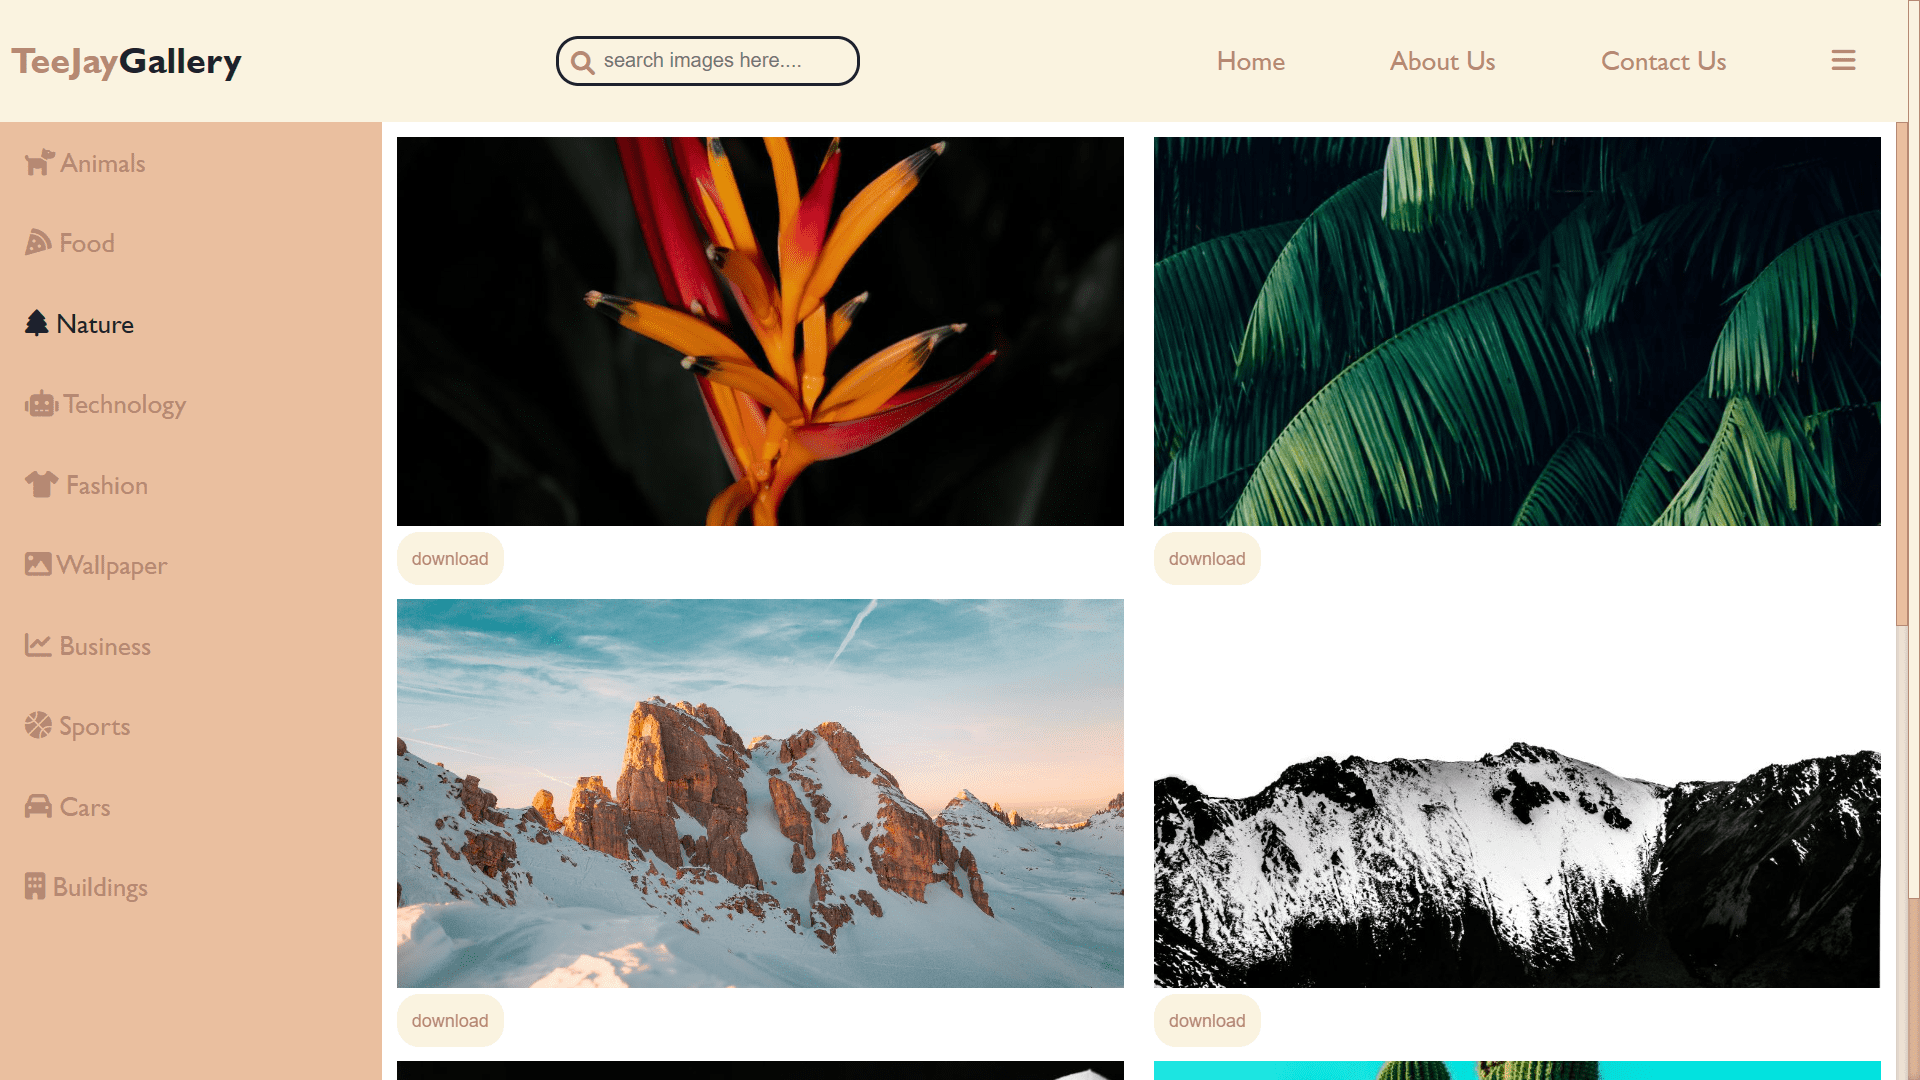 TeeJayGallery
search images here....
Home
About Us
Contact Us
Animals
Food
Nature
Technology
Fashion
Wallpaper
Business
Sports
Cars
Buildings
download
download
download
download